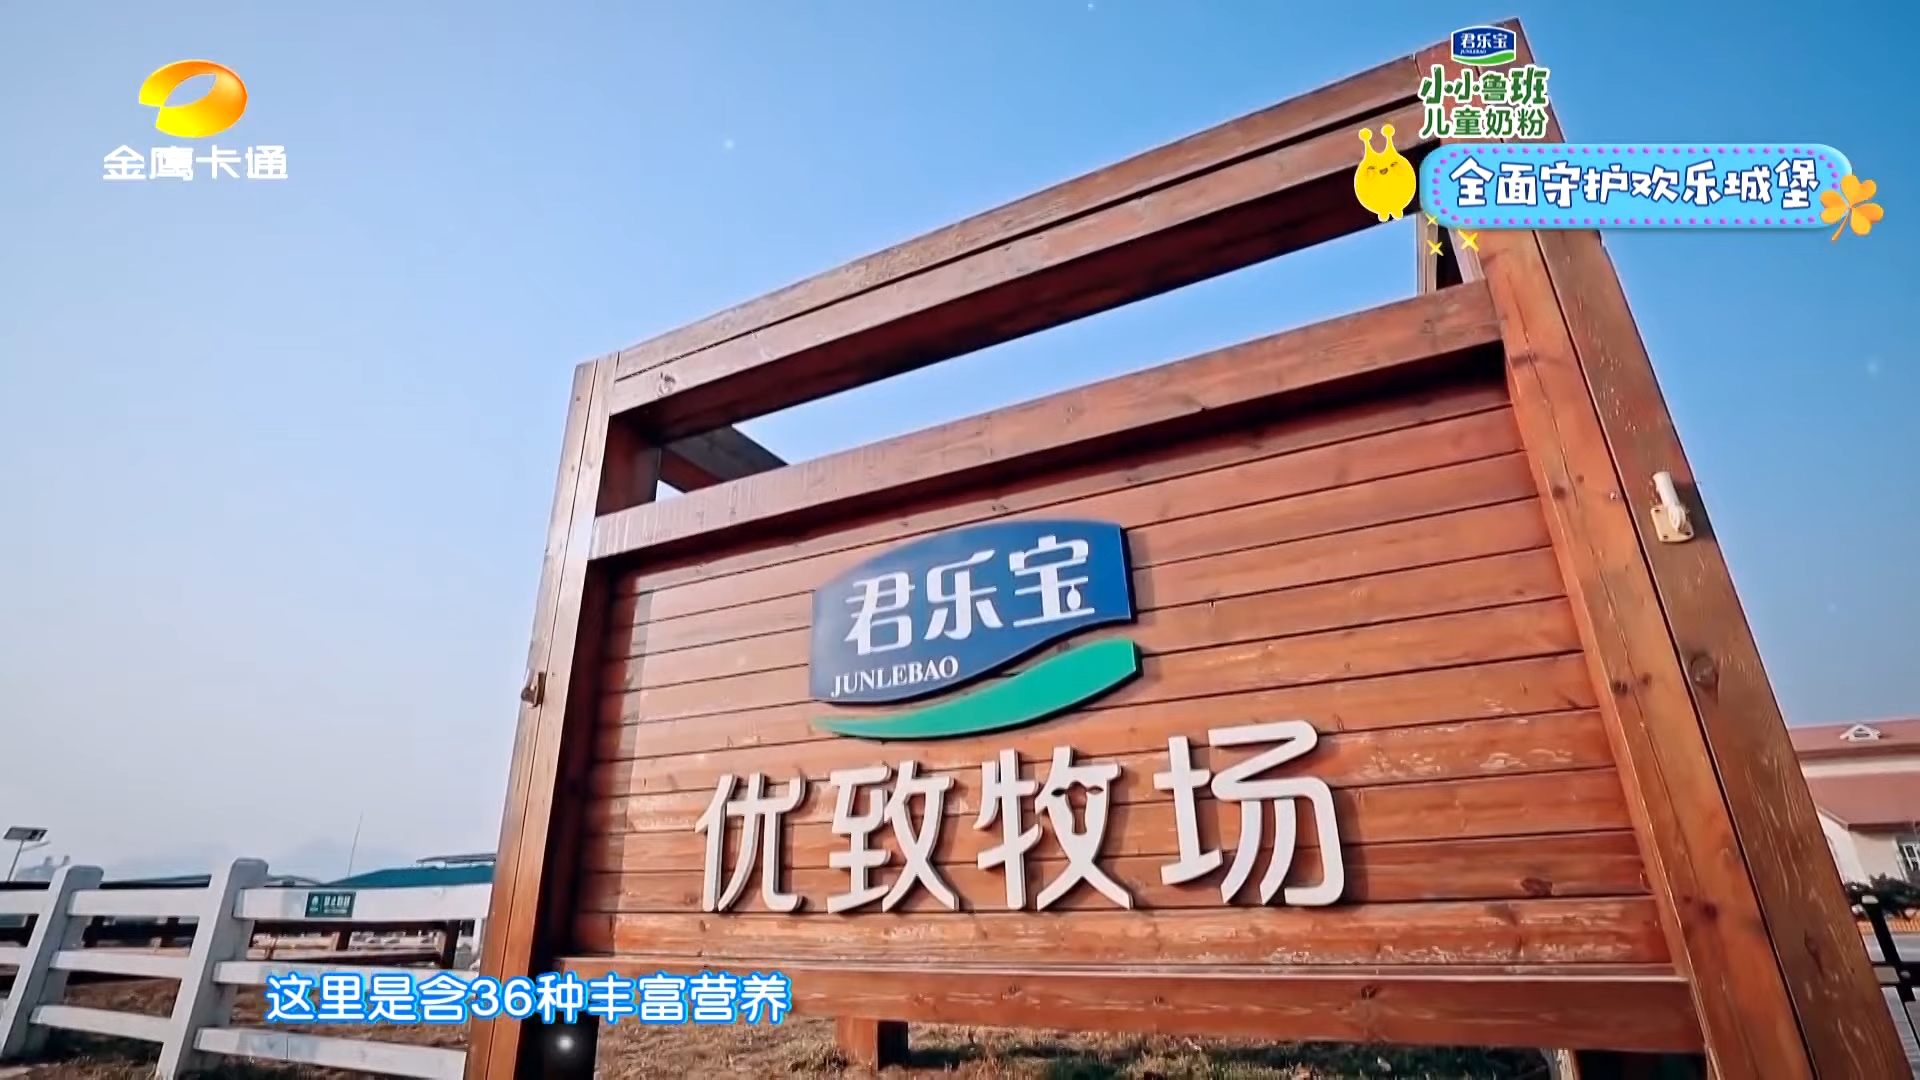 金鹰卡通
君乐宝
JUNLEBAO
小小鲁班
儿童奶粉
全面守护欢乐城堡
君乐宝
JUNLEBAO
优致牧场
这里是含36种丰富营养